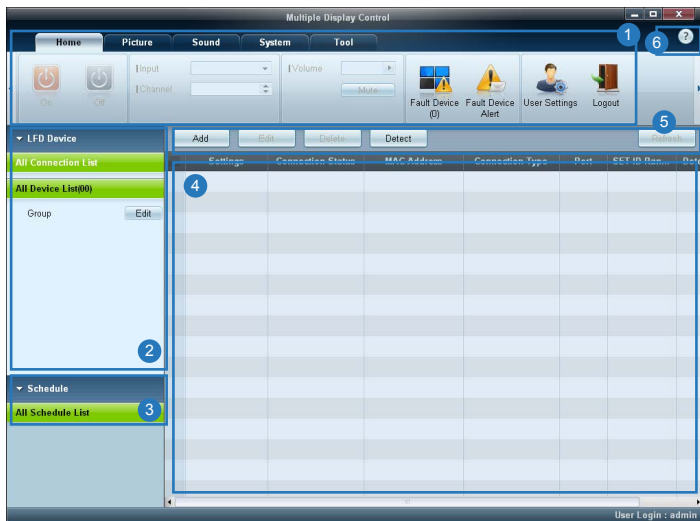 Multiple Display Control
Home Picture Sound System Tool
1 6 ?
Input Volume
On Off Channel Mute
Fault Device (0) Fault Device Alert User Settings Logout
5
LFD Device Add Edit Delete Detect Refresh
All Connection List Settings Connection Status MAC Address Connection Type Port SET ID Ran...
All Device List(00) 4
Group Edit
2
Schedule
All Schedule List 3
User Login : admin